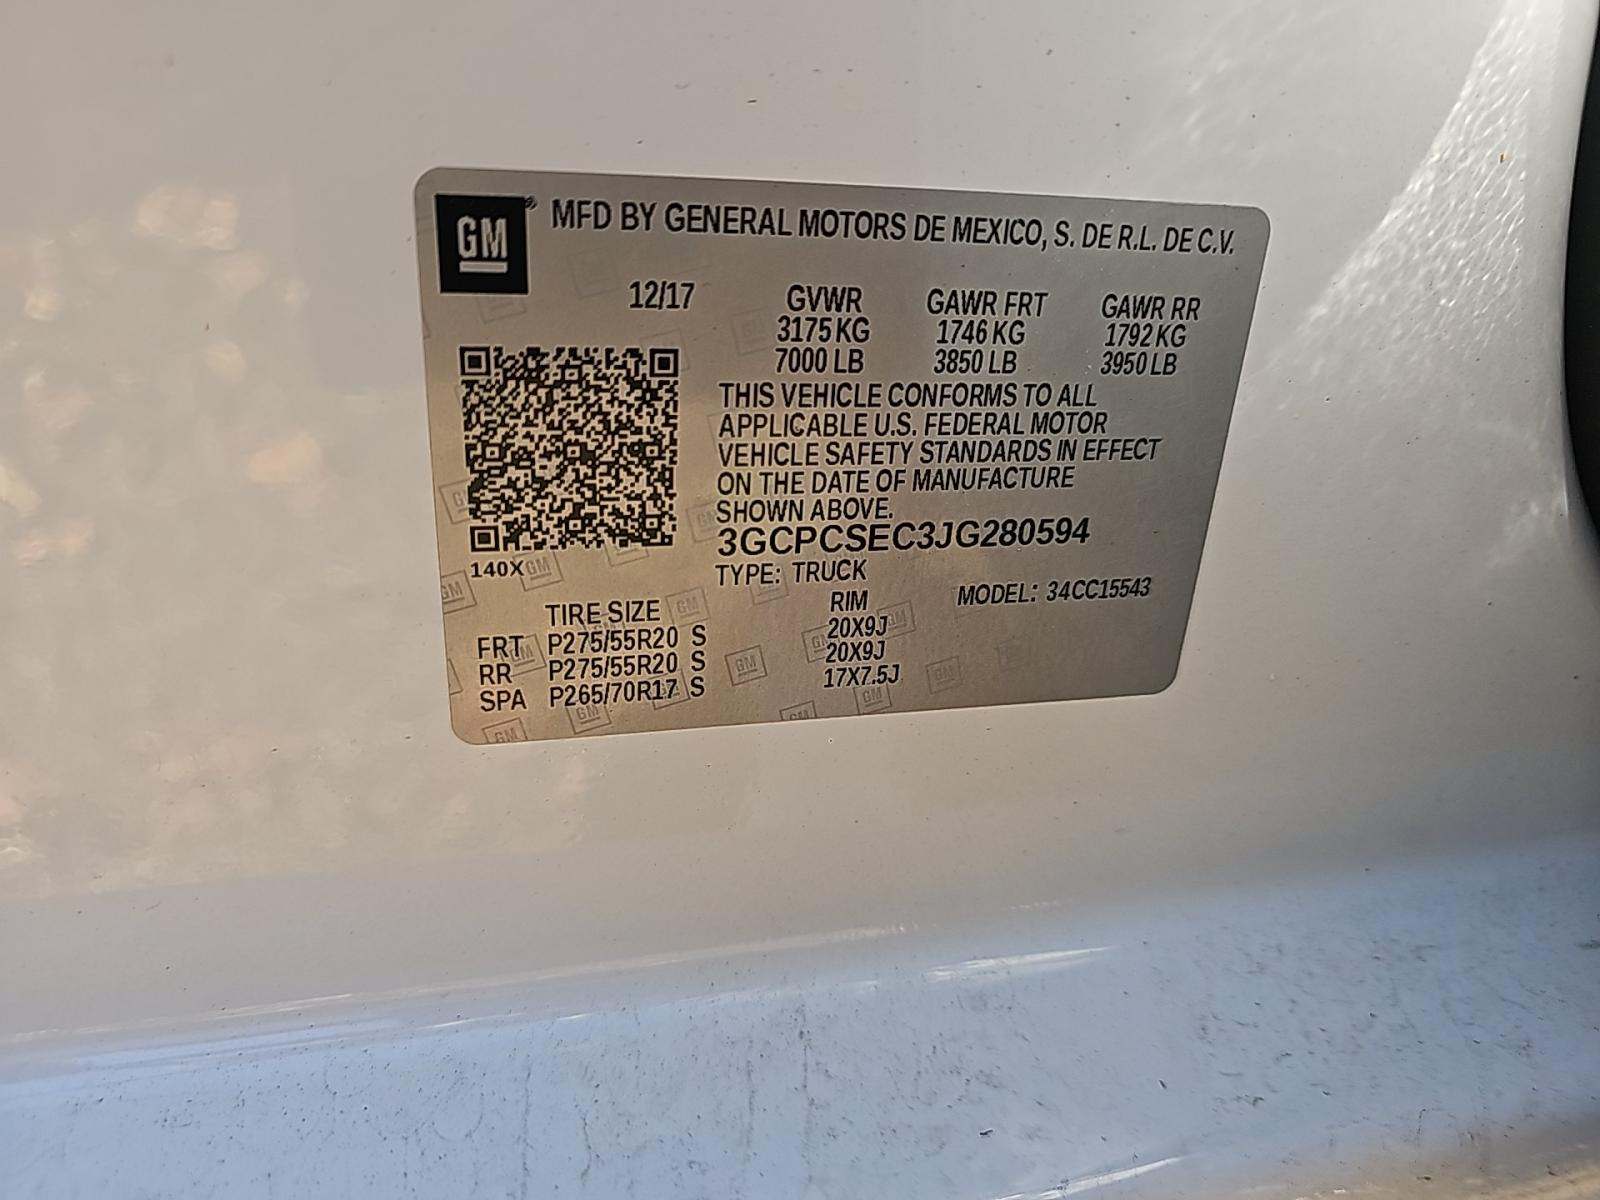 GM
MFD BY GENERAL MOTORS DE MEXICO, S. DE R.L. DE C.V.
12/17
GVWR GAWR FRT GAWR RR
3175 KG 1746 KG 1792 KG
7000 LB 3850 LB 3950 LB
THIS VEHICLE CONFORMS TO ALL
APPLICABLE U.S. FEDERAL MOTOR
VEHICLE SAFETY STANDARDS IN EFFECT
ON THE DATE OF MANUFACTURE
SHOWN ABOVE.
3GCPCSEC3JG280594
140X
TYPE: TRUCK MODEL: 34CC15543
TIRE SIZE RIM
FRT P275/55R20 S 20X9J
RR P275/55R20 S 20X9J
SPA P265/70R17 S 17X7.5J